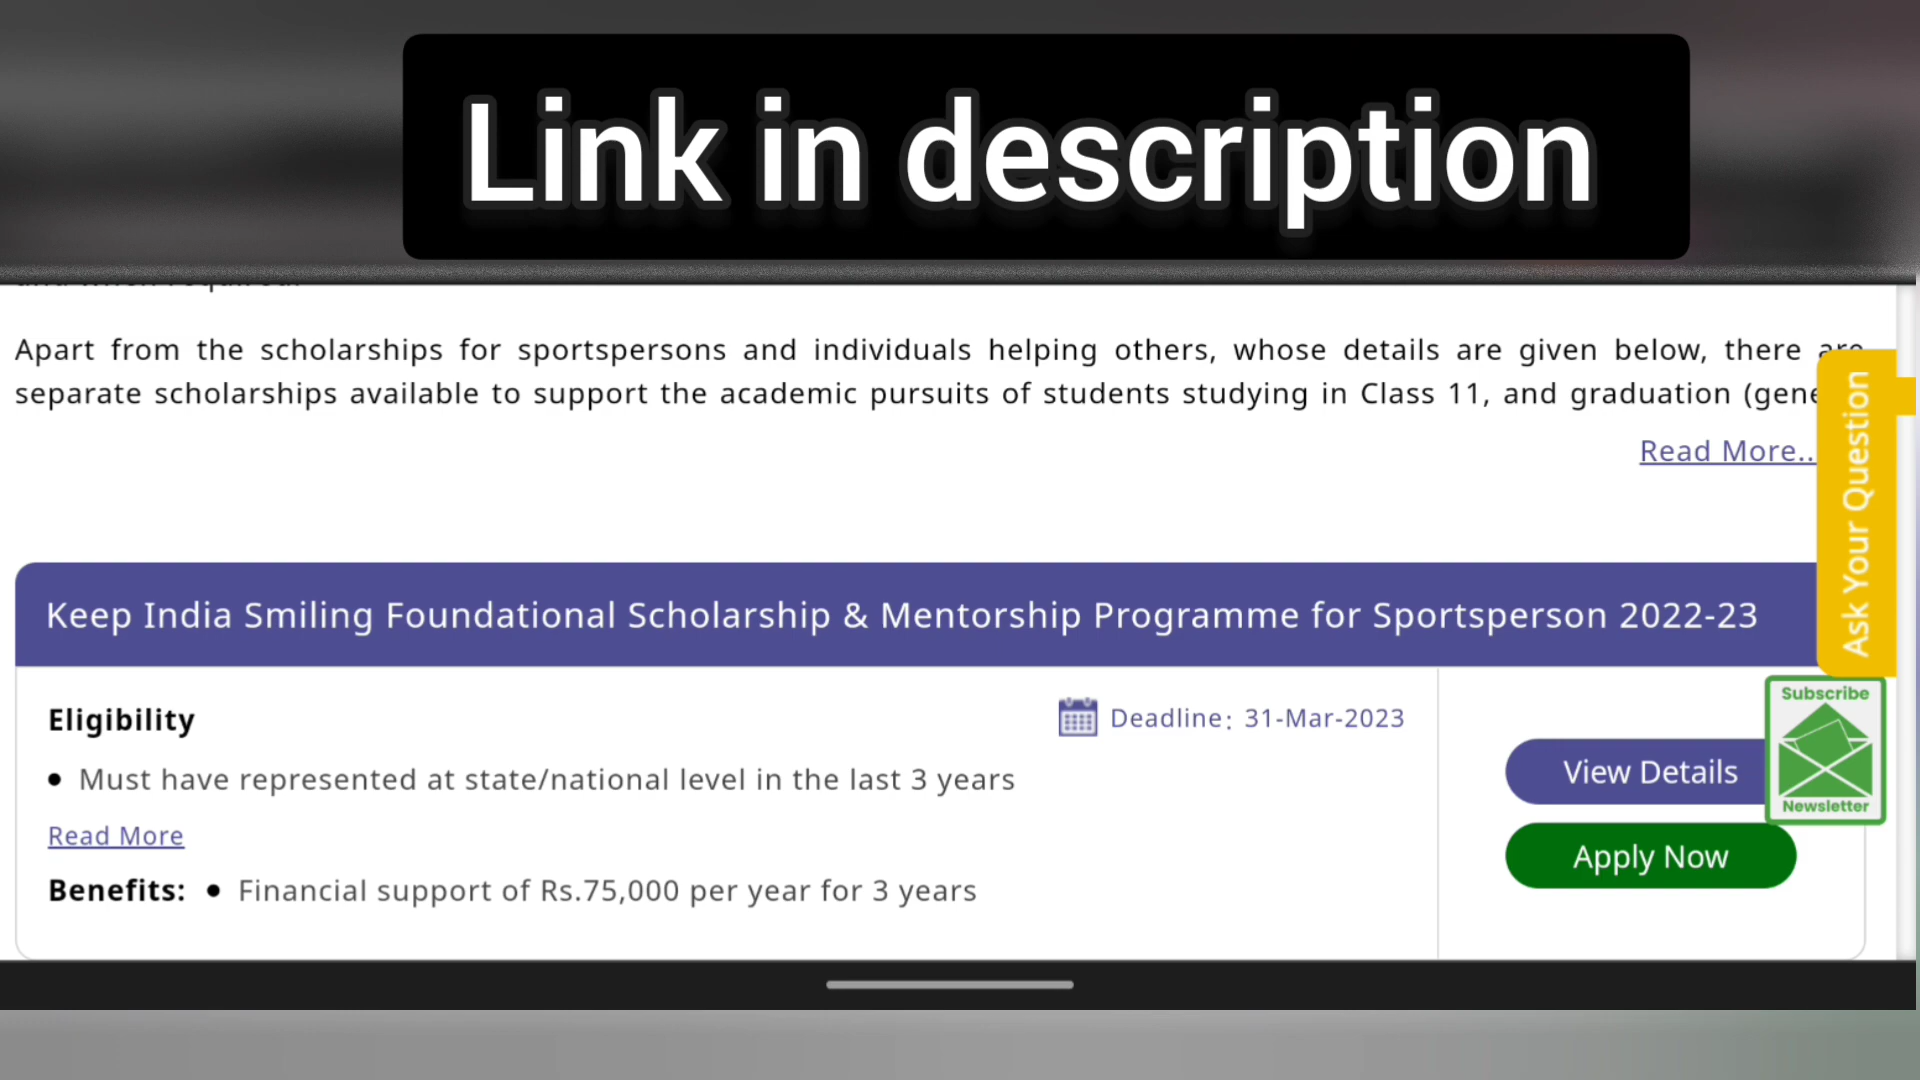 Link in description
Apart from the scholarships for sportspersons and individuals helping others, whose details are given below, there are
separate scholarships available to support the academic pursuits of students studying in Class 11, and graduation
Read More..
Ask Your Question
Keep India Smiling Foundational Scholarship & Mentorship Programme for Sportsperson 2022-23
Eligibility
Deadline: 31-Mar-2023
• Must have represented at state/national level in the last 3 years
Read More
Benefits: • Financial support of Rs.75,000 per year for 3 years
View Details
Apply Now
Subscribe
Newsletter